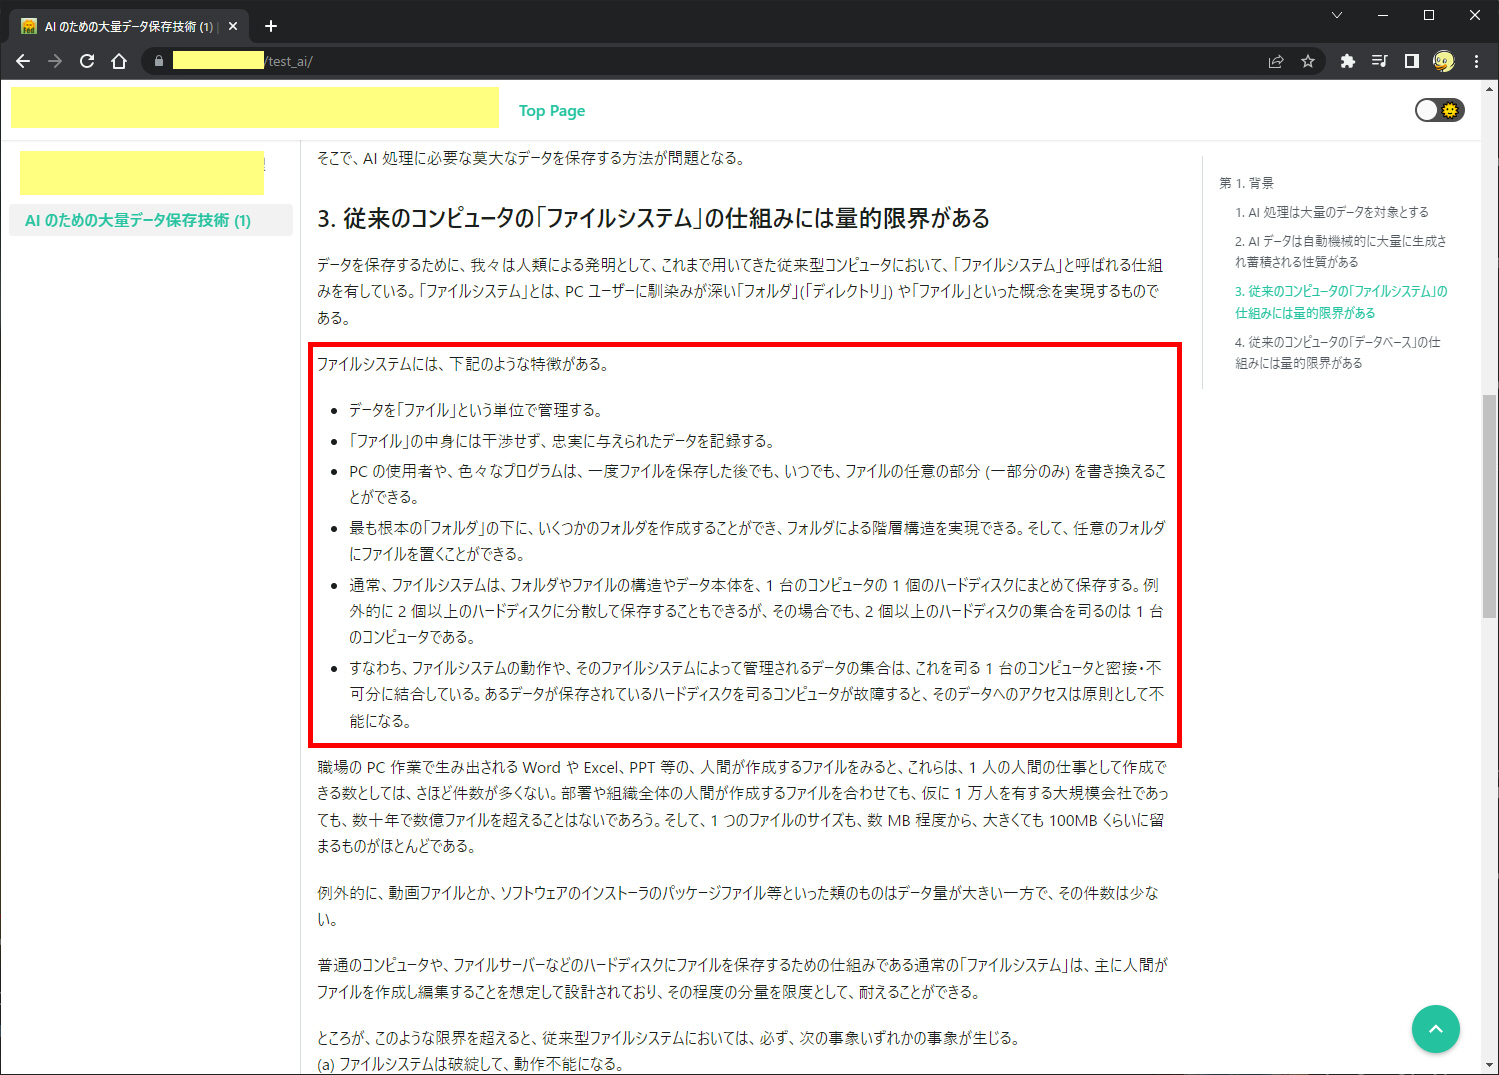 AI のための大量データ保存技術 (1) |
/test_ai/
Top Page
AI のための大量データ保存技術 (1)
そこで、AI 処理に必要な莫大なデータを保存する方法が問題となる。
3. 従来のコンピュータの「ファイルシステム」の仕組みには量的限界がある
データを保存するために、我々は人類による発明として、これまで用いてきた従来型コンピュータにおいて、「ファイルシステム」と呼ばれる仕組
みを有している。「ファイルシステム」とは、PC ユーザーに馴染みが深い「フォルダ」(「ディレクトリ」) や「ファイル」といった概念を実現するもので
ある。
ファイルシステムには、下記のような特徴がある。
• データを「ファイル」という単位で管理する。
• 「ファイル」の中身には干渉せず、忠実に与えられたデータを記録する。
• PC の使用者や、色々なプログラムは、一度ファイルを保存した後でも、いつでも、ファイルの任意の部分 (一部分のみ) を書き換えるこ
とができる。
• 最も根本の「フォルダ」の下に、いくつかのフォルダを作成することができ、フォルダによる階層構造を実現できる。そして、任意のフォルダ
にファイルを置くことができる。
• 通常、ファイルシステムは、フォルダやファイルの構造やデータ本体を、1 台のコンピュータの 1 個のハードディスクにまとめて保存する。例
外的に 2 個以上のハードディスクに分散して保存することもできるが、その場合でも、2 個以上のハードディスクの集合を司るのは 1 台
のコンピュータである。
• すなわち、ファイルシステムの動作や、そのファイルシステムによって管理されるデータの集合は、これを司る 1 台のコンピュータと密接・不
可分に結合している。あるデータが保存されているハードディスクを司るコンピュータが故障すると、そのデータへのアクセスは原則として不
能になる。
職場の PC 作業で生み出される Word や Excel、PPT 等の、人間が作成するファイルをみると、これらは、1 人の人間の仕事として作成で
きる数としては、さほど件数が多くない。部署や組織全体の人間が作成するファイルを合わせても、仮に 1 万人を有する大規模会社であっ
ても、数十年で数億ファイルを超えることはないであろう。そして、1 つのファイルのサイズも、数 MB 程度から、大きくても 100MB くらいに留
まるものがほとんどである。
例外的に、動画ファイルとか、ソフトウェアのインストーラのパッケージファイル等といった類のものはデータ量が大きい一方で、その件数は少な
い。
普通のコンピュータや、ファイルサーバーなどのハードディスクにファイルを保存するための仕組みである通常の「ファイルシステム」は、主に人間が
ファイルを作成し編集することを想定して設計されており、その程度の分量を限度として、耐えることができる。
ところが、このような限界を超えると、従来型ファイルシステムにおいては、必ず、次の事象いずれかの事象が生じる。
(a) ファイルシステムは破綻して、動作不能になる。
第 1. 背景
1. AI 処理は大量のデータを対象とする
2. AI データは自動機械的に大量に生成さ
れ蓄積される性質がある
3. 従来のコンピュータの「ファイルシステム」の
仕組みには量的限界がある
4. 従来のコンピュータの「データベース」の仕
組みには量的限界がある